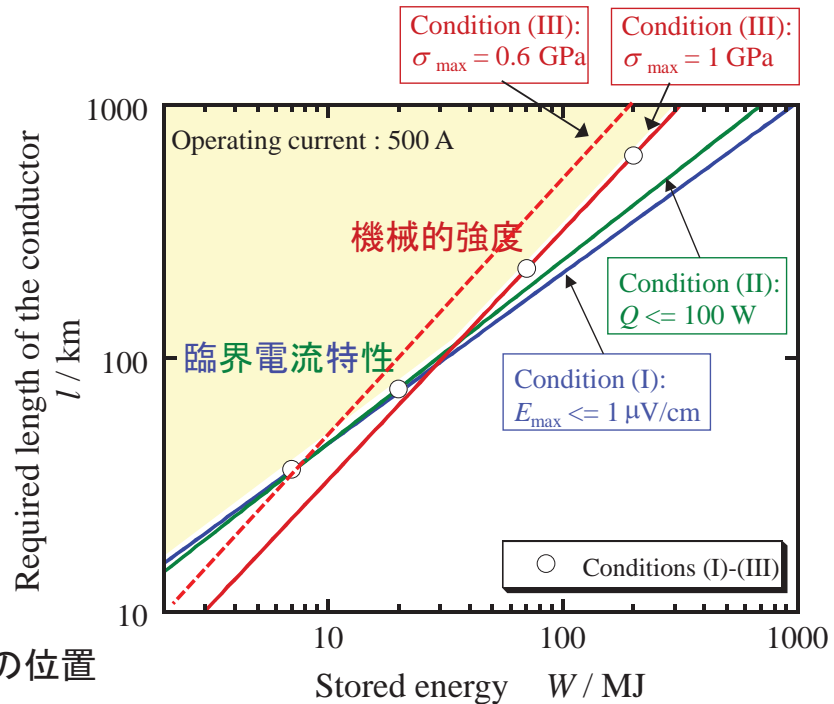 Condition (III):
σ max = 0.6 GPa
Condition (III):
σ max = 1 GPa
Operating current : 500 A
機械的強度
臨界電流特性
Condition (II):
Q <= 100 W
Condition (I):
Emax <= 1 μV/cm
Conditions (I)-(III)
1000
100
10
10
100
1000
Required length of the conductor
l / km
Stored energy W / MJ
の位置